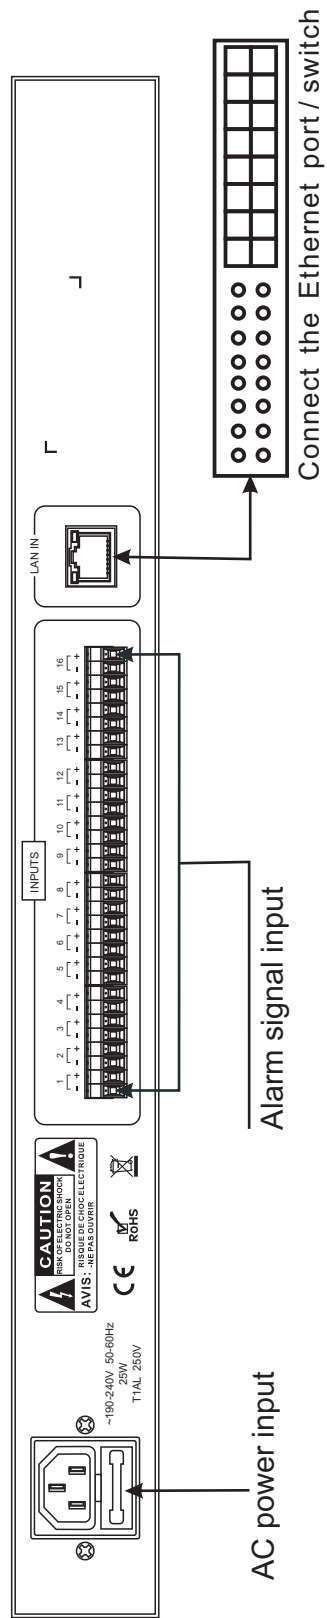 ~190-240V 50-60Hz
25W
T1AL 250V
CAUTION
RISK OF ELECTRIC SHOCK
DO NOT OPEN
RISQUE DE CHOC ELECTRIQUE
AVIS: -NE PAS OUVRIR
CE
RoHS
INPUTS
1 2 3 4 5 6 7 8 9 10 11 12 13 14 15 16
- + - + - + - + - + - + - + - + - + - + - + - + - + - + - + - +
LAN IN
AC power input
Alarm signal input
Connect the Ethernet port / switch